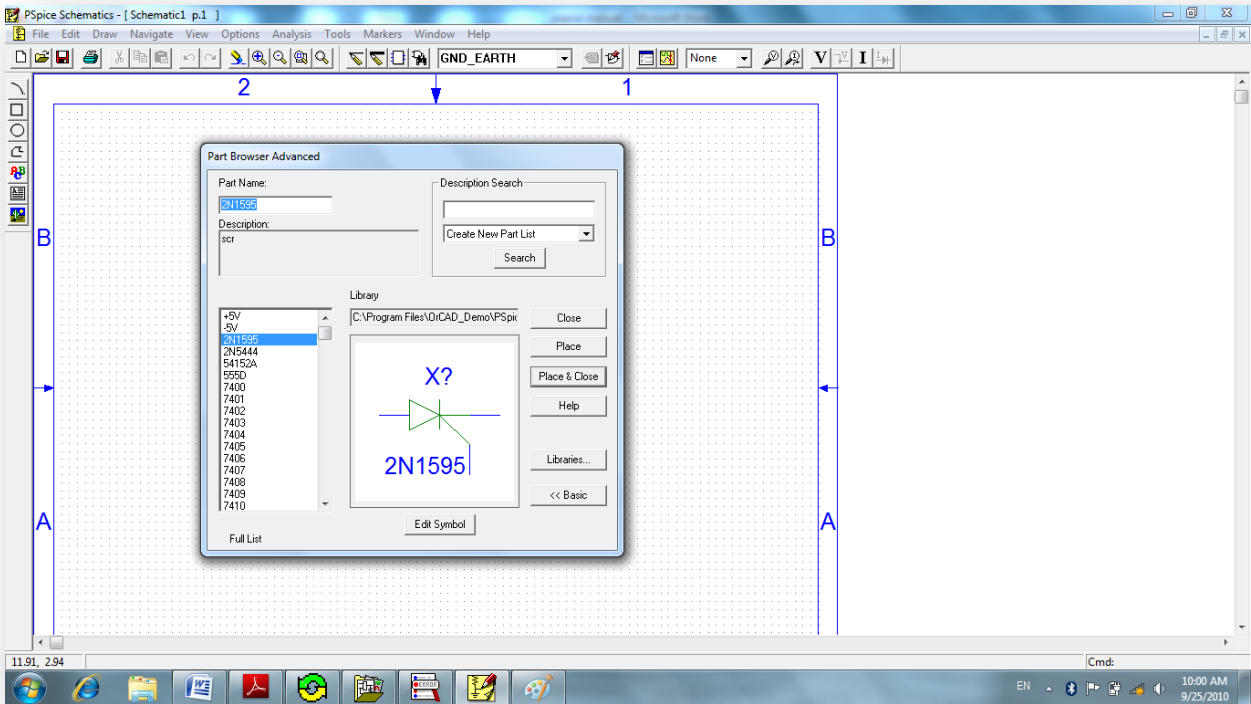 PSpice Schematics - [ Schematic1 p.1 ]
File Edit Draw Navigate View Options Analysis Tools Markers Window Help
GND_EARTH
None
V
I
2
1
Part Browser Advanced
Part Name:
2N1595
Description:
scr
Description Search
Create New Part List
Search
B
B
Library
C:\Program Files\OrCAD_Demo\PSpic
+5V
-5V
2N1595
2N5444
54152A
555D
7400
7401
7402
7403
7404
7405
7406
7407
7408
7409
7410
Full List
X?
2N1595
Edit Symbol
Close
Place
Place & Close
Help
Libraries...
<< Basic
A
A
11.91, 2.94
Cmd:
EN
10:00 AM
9/25/2010